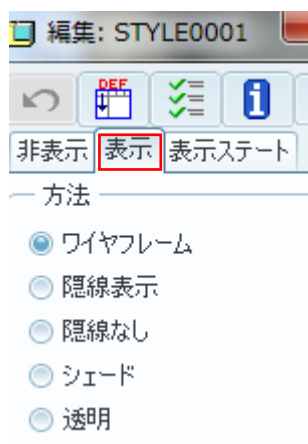 編集: STYLE0001
DEF
非表示 表示 表示ステート
方法
ワイヤフレーム
隠線表示
隠線なし
シェード
透明